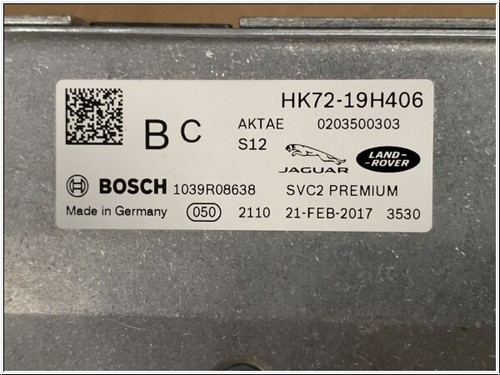 HK72-19H406
B C
AKTAE 0203500303
S12
JAGUAR
LAND-
ROVER
BOSCH 1039R08638 SVC2 PREMIUM
Made in Germany 050 2110 21-FEB-2017 3530